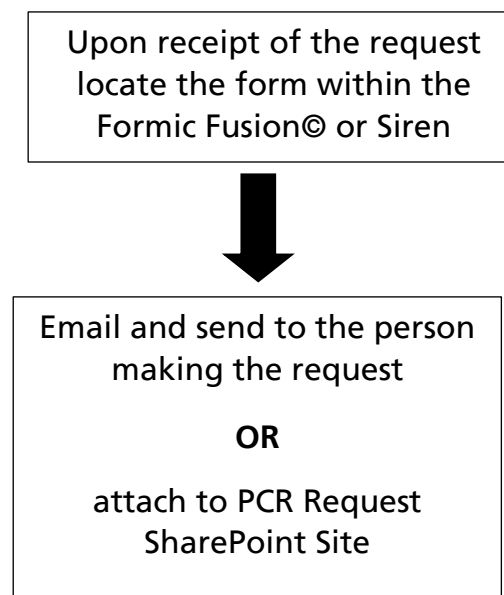 Upon receipt of the request
locate the form within the
Formic Fusion© or Siren
Email and send to the person
making the request
OR
attach to PCR Request
SharePoint Site